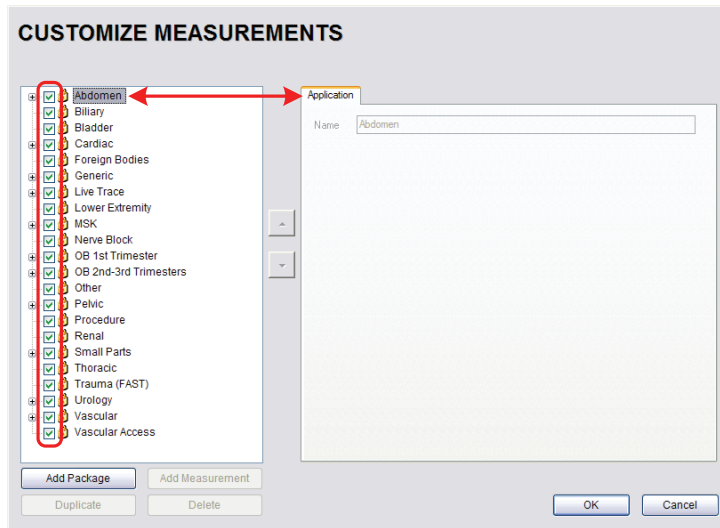 CUSTOMIZE MEASUREMENTS
Abdomen
Biliary
Bladder
Cardiac
Foreign Bodies
Generic
Live Trace
Lower Extremity
MSK
Nerve Block
OB 1st Trimester
OB 2nd-3rd Trimesters
Other
Pelvic
Procedure
Renal
Small Parts
Thoracic
Trauma (FAST)
Urology
Vascular
Vascular Access
Application
Name Abdomen
Add Package Add Measurement
Duplicate Delete
OK Cancel